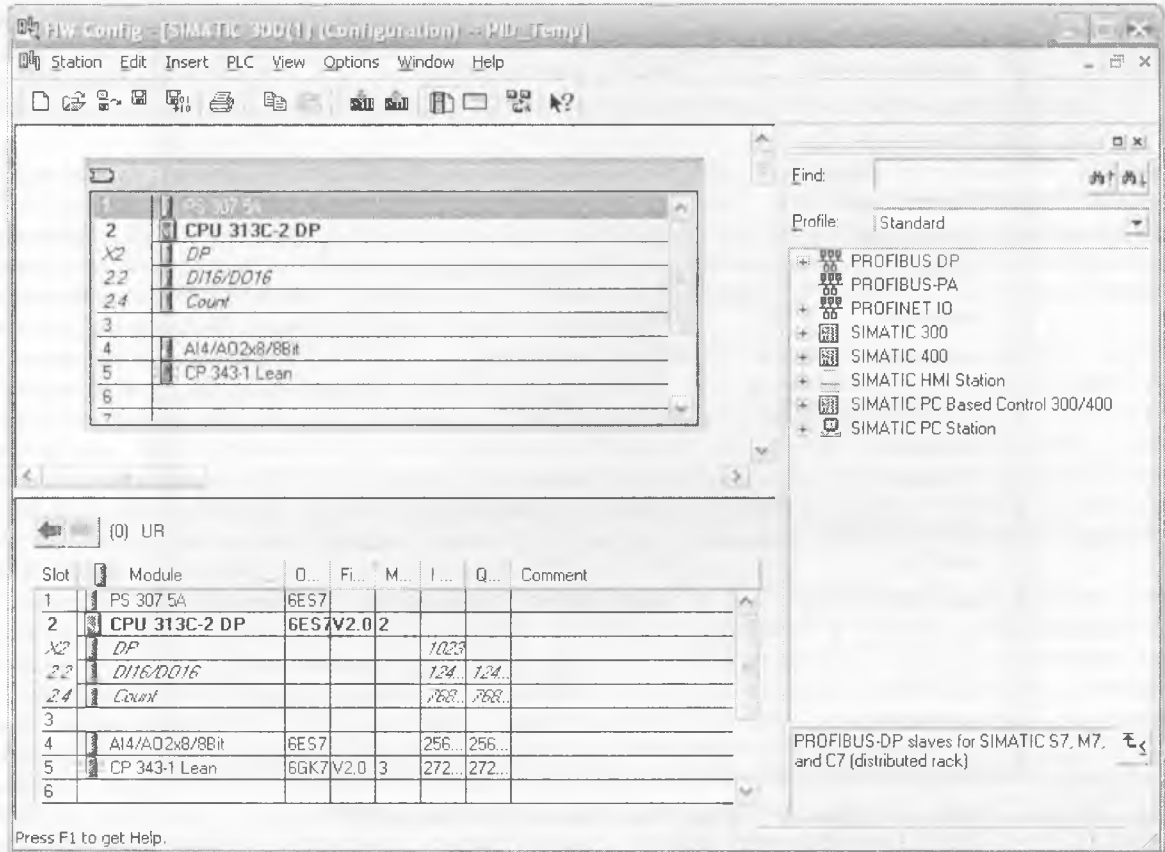 HW Config - [SIMATIC 300(1) (Configuration) -- PID_Temp]
Station Edit Insert PLC View Options Window Help
1 PS 307 5A
2 CPU 313C-2 DP
X2 DP
2.2 DI16/DO16
2.4 Count
3
4 AI4/AO2x8/8Bit
5 CP 343-1 Lean
6
7
Find:
Profile: Standard
PROFIBUS DP
PROFIBUS-PA
PROFINET IO
SIMATIC 300
SIMATIC 400
SIMATIC HMI Station
SIMATIC PC Based Control 300/400
SIMATIC PC Station
(0) UR
Slot Module O... Fi... M... I ... Q... Comment
1 PS 307 5A 6ES7
2 CPU 313C-2 DP 6ES7 V2.0 2
X2 DP 1023
2.2 DI16/DO16 124... 124...
2.4 Count 768... 768...
3
4 AI4/AO2x8/8Bit 6ES7 256... 256...
5 CP 343-1 Lean 6GK7 V2.0 3 272... 272...
6
PROFIBUS-DP slaves for SIMATIC S7, M7,
and C7 (distributed rack)
Press F1 to get Help.